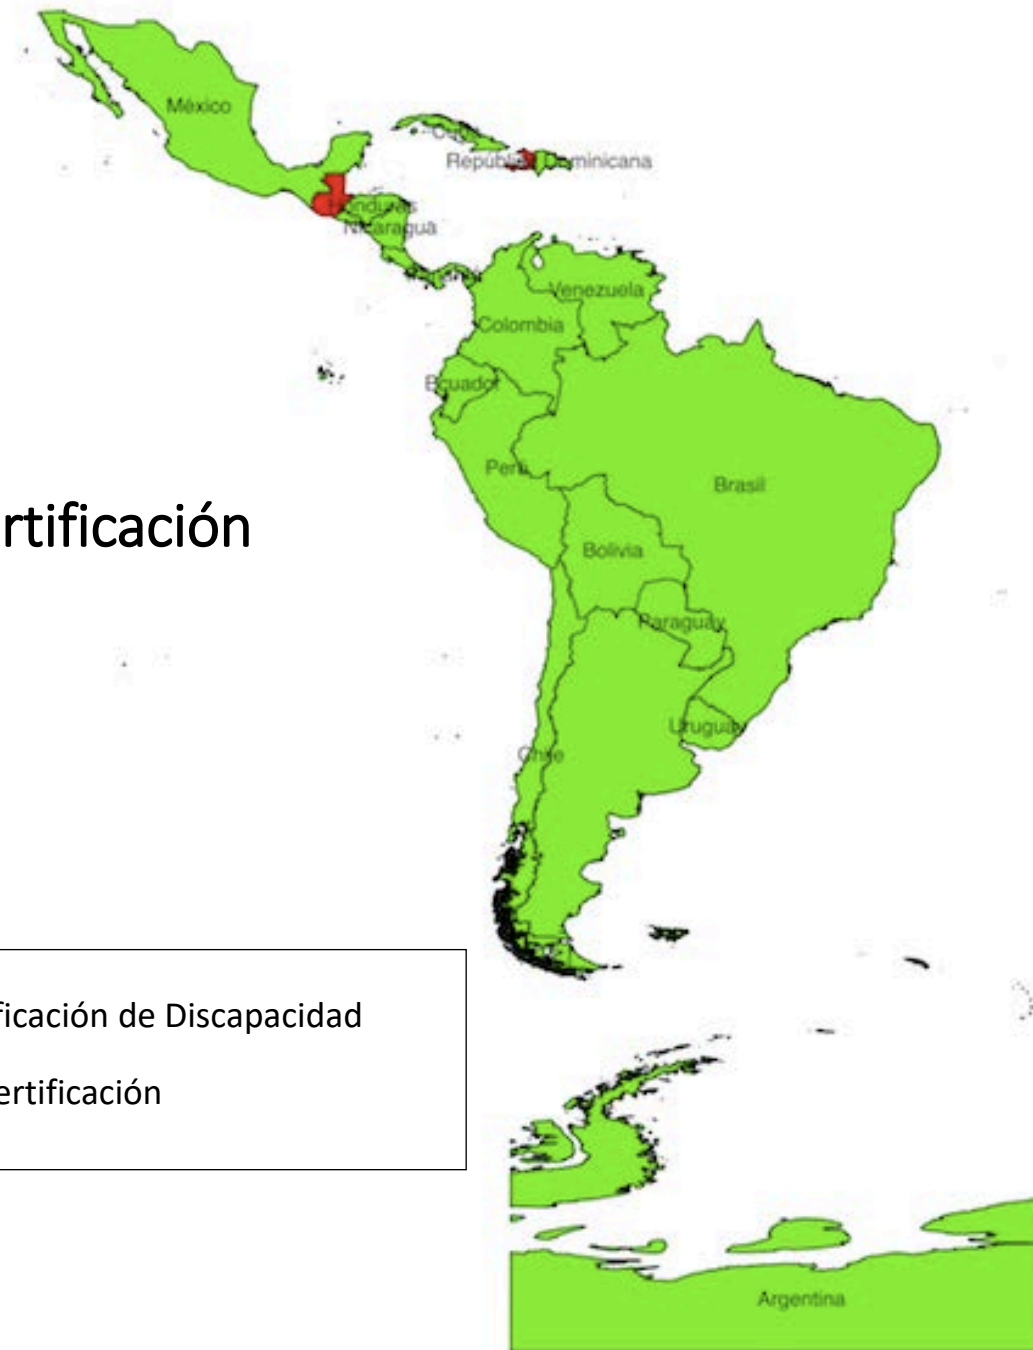 México
República Dominicana
Honduras
Nicaragua
Venezuela
Colombia
Ecuador
Perú
Brasil
rtificación
Bolivia
Paraguay
Uruguay
Chile
ficación de Discapacidad
ertificación
Argentina